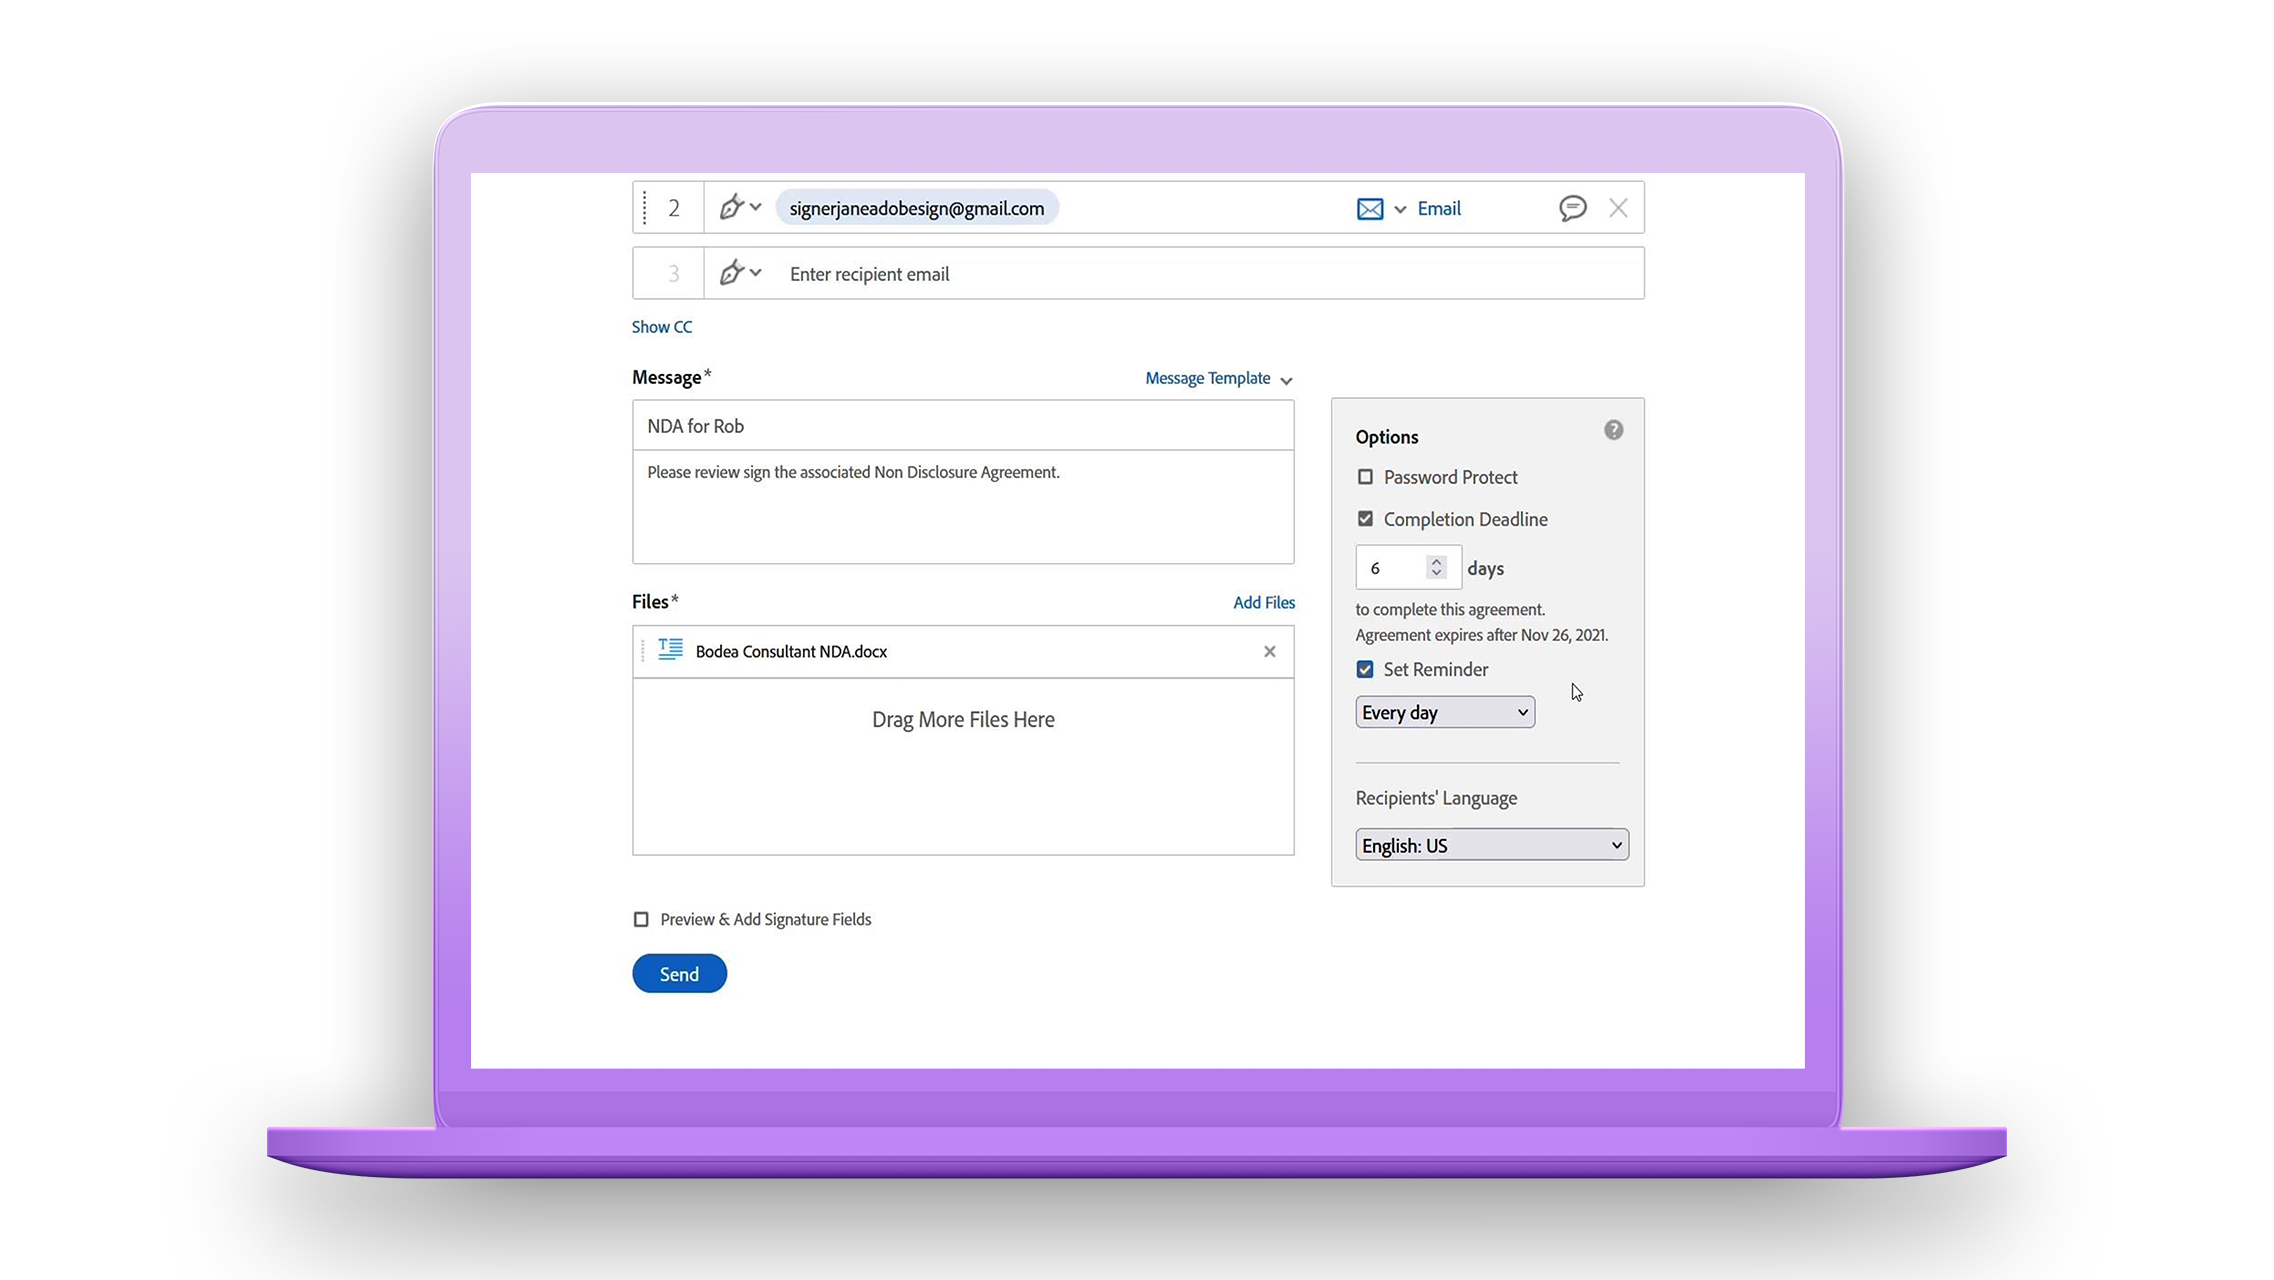 2
signerjaneadobesign@gmail.com
Email
3
Enter recipient email
Show CC
Message*
Message Template
NDA for Rob
Please review sign the associated Non Disclosure Agreement.
Files*
Add Files
Bodea Consultant NDA.docx
Drag More Files Here
Options
?
Password Protect
Completion Deadline
6
days
to complete this agreement.
Agreement expires after Nov 26, 2021.
Set Reminder
Every day
Recipients' Language
English: US
Preview & Add Signature Fields
Send